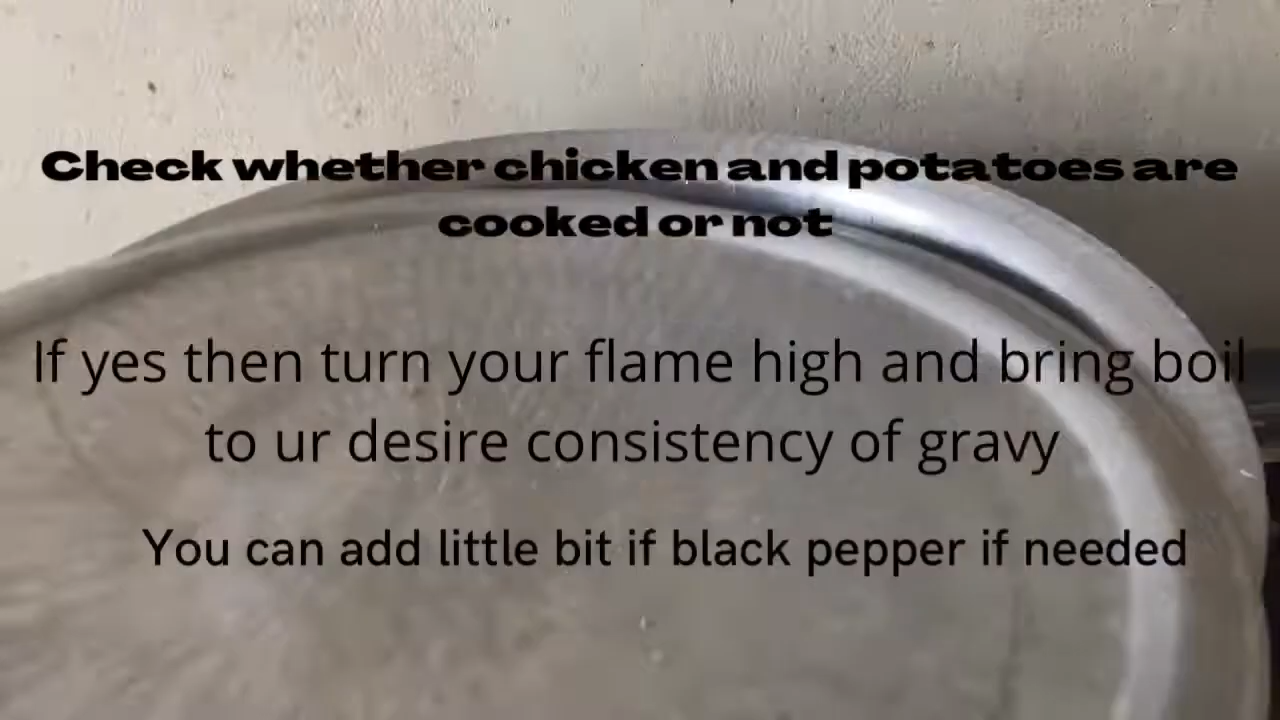 Check whether chicken and potatoes are
cooked or not
If yes then turn your flame high and bring boil
to ur desire consistency of gravy
You can add little bit if black pepper if needed